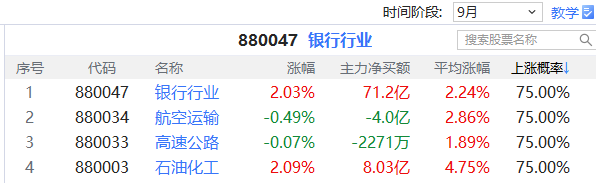 时间阶段: 9月 教学
880047 银行行业 搜索股票名称
序号 代码 名称 涨幅 主力净买额 平均涨幅 上涨概率↓
1 880047 银行行业 2.03% 71.2亿 2.24% 75.00%
2 880034 航空运输 -0.49% -4.0亿 2.86% 75.00%
3 880033 高速公路 -0.07% -2271万 1.89% 75.00%
4 880003 石油化工 2.09% 8.03亿 4.75% 75.00%